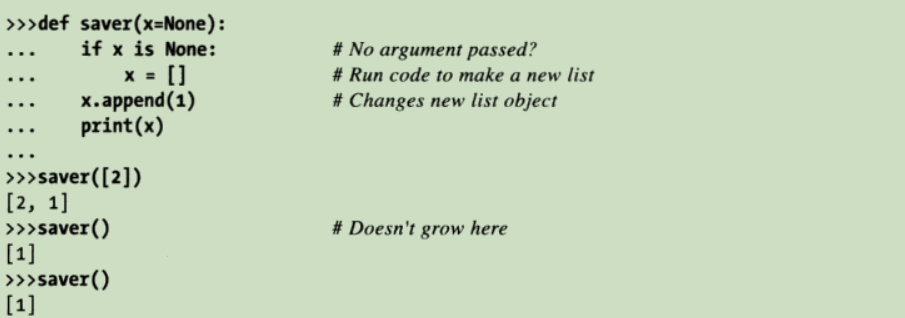 >>>def saver(x=None):
...     if x is None:               # No argument passed?
...         x = []                  # Run code to make a new list
...     x.append(1)                 # Changes new list object
...     print(x)
...
>>>saver([2])
[2, 1]
>>>saver()                          # Doesn't grow here
[1]
>>>saver()
[1]